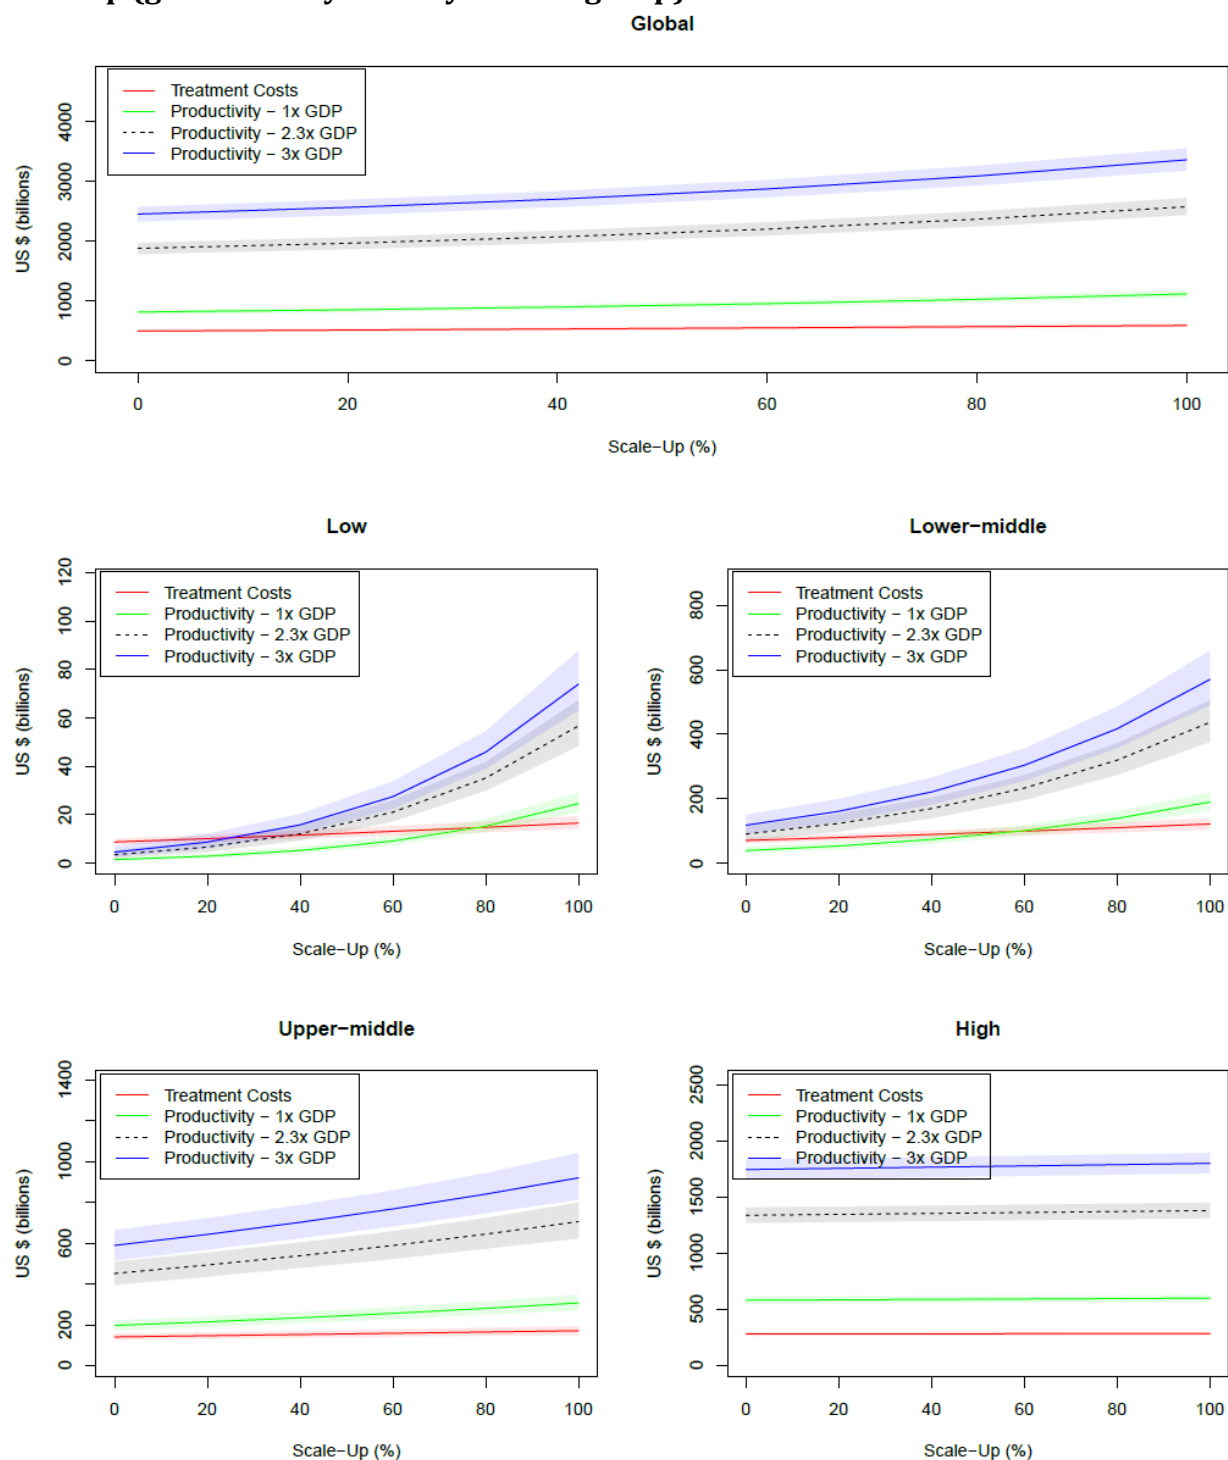 Global
Treatment Costs
Productivity − 1x GDP
Productivity − 2.3x GDP
Productivity − 3x GDP
US $ (billions)
4000
3000
2000
1000
0
0 20 40 60 80 100
Scale−Up (%)
Low
Treatment Costs
Productivity − 1x GDP
Productivity − 2.3x GDP
Productivity − 3x GDP
US $ (billions)
120
100
80
60
40
20
0
0 20 40 60 80 100
Scale−Up (%)
Lower−middle
Treatment Costs
Productivity − 1x GDP
Productivity − 2.3x GDP
Productivity − 3x GDP
US $ (billions)
800
600
400
200
0
0 20 40 60 80 100
Scale−Up (%)
Upper−middle
Treatment Costs
Productivity − 1x GDP
Productivity − 2.3x GDP
Productivity − 3x GDP
US $ (billions)
1400
1000
600
200
0
0 20 40 60 80 100
Scale−Up (%)
High
Treatment Costs
Productivity − 1x GDP
Productivity − 2.3x GDP
Productivity − 3x GDP
US $ (billions)
2500
2000
1500
1000
500
0
0 20 40 60 80 100
Scale−Up (%)